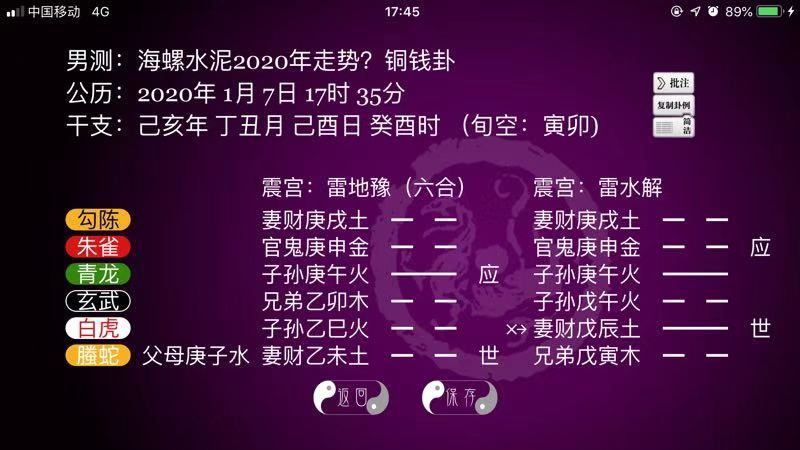 中国移动 4G 17:45 89%
男测：海螺水泥2020年走势？铜钱卦
公历：2020年 1月 7日 17时 35分
干支：己亥年 丁丑月 己酉日 癸酉时 （旬空：寅卯)
批注
复制卦例
简洁
震宫：雷地豫（六合） 震宫：雷水解
勾陈 妻财庚戌土 妻财庚戌土
朱雀 官鬼庚申金 官鬼庚申金 应
青龙 子孙庚午火 应 子孙庚午火
玄武 兄弟乙卯木 子孙戊午火
白虎 子孙乙巳火 ×→ 妻财戊辰土 世
螣蛇 父母庚子水 妻财乙未土 世 兄弟戊寅木
返回 保存